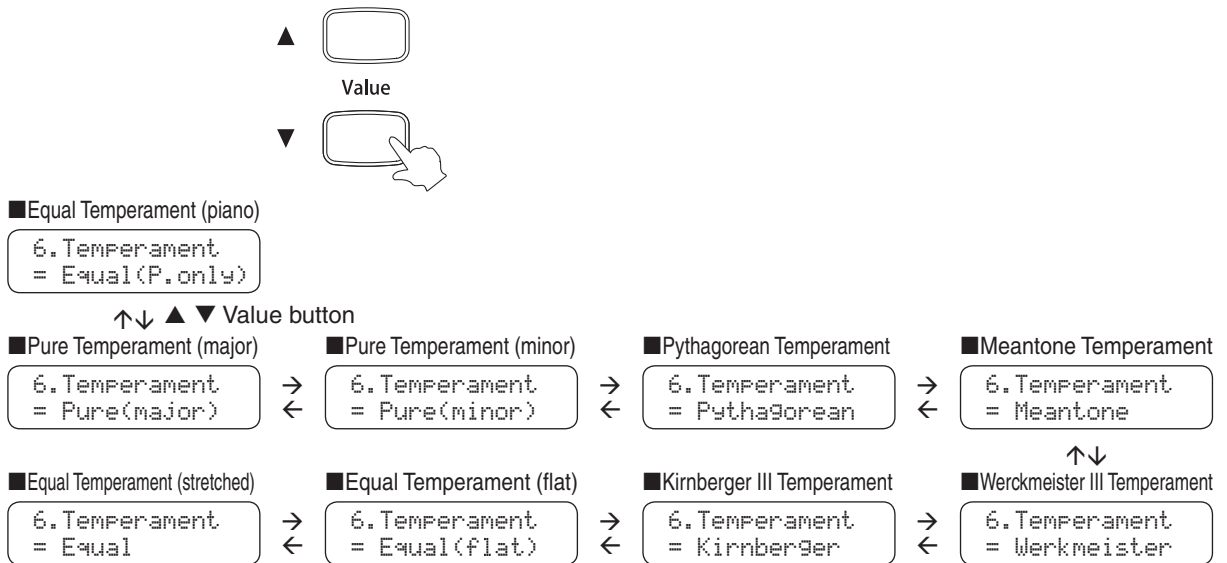 ▲
Value
▼
■Equal Temperament (piano)
6.Temperament
= Equal(P.only)
↑↓ ▲ ▼ Value button
■Pure Temperament (major) ■Pure Temperament (minor) ■Pythagorean Temperament ■Meantone Temperament
6.Temperament → 6.Temperament → 6.Temperament → 6.Temperament
= Pure(major) ← = Pure(minor) ← = Pythagorean ← = Meantone
↑↓
■Equal Temperament (stretched) ■Equal Temperament (flat) ■Kirnberger III Temperament ■Werckmeister III Temperament
6.Temperament → 6.Temperament → 6.Temperament → 6.Temperament
= Equal ← = Equal(flat) ← = Kirnberger ← = Werkmeister